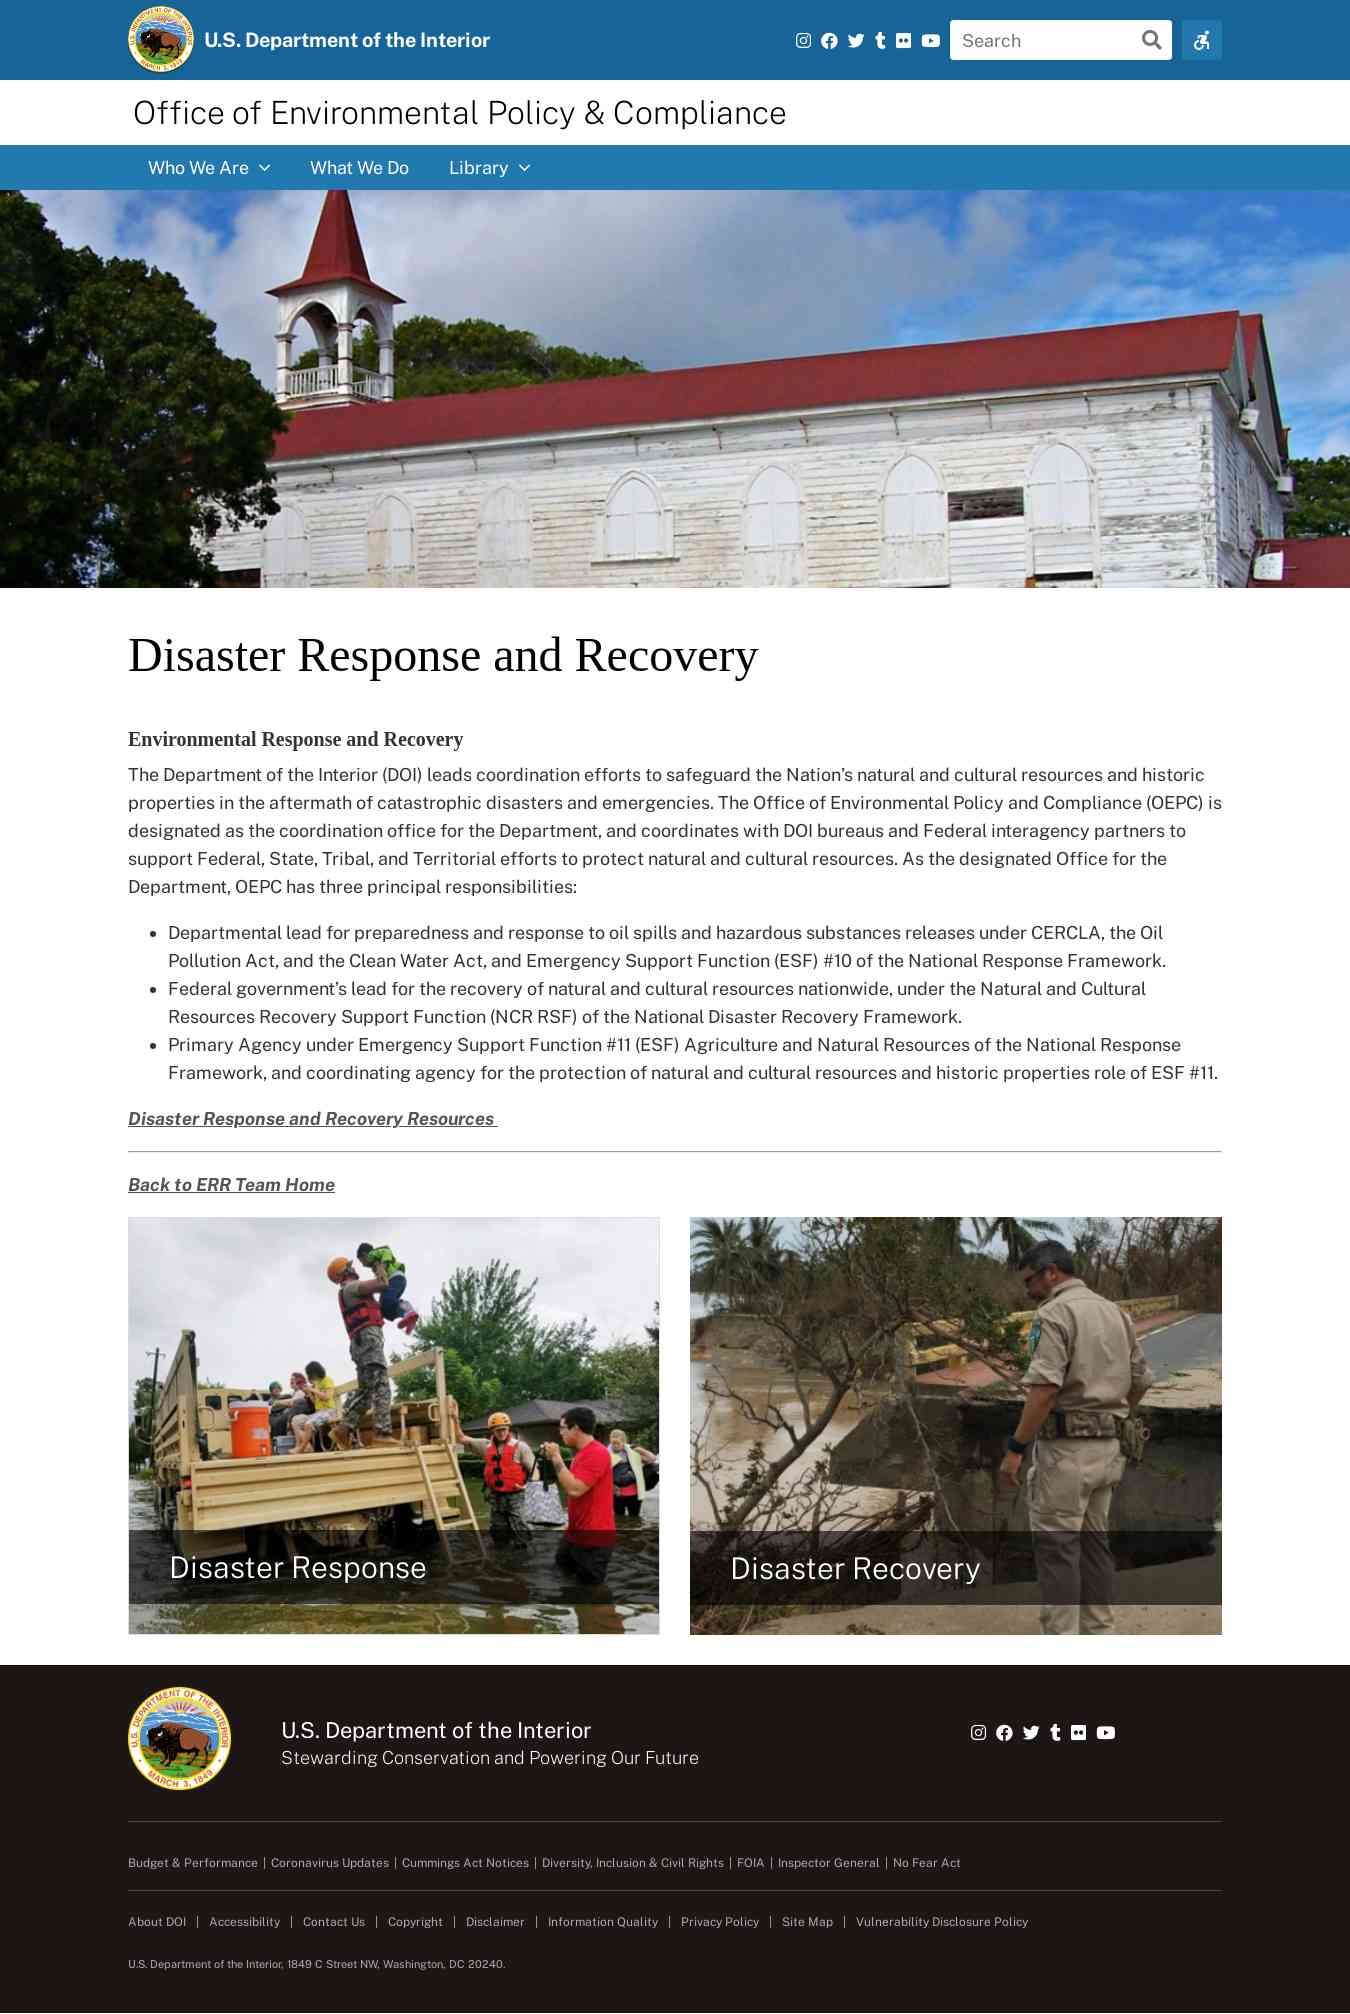 U.S. Department of the Interior
Search
Office of Environmental Policy & Compliance
Who We Are
What We Do
Library
Disaster Response and Recovery
Environmental Response and Recovery
The Department of the Interior (DOI) leads coordination efforts to safeguard the Nation's natural and cultural resources and historic
properties in the aftermath of catastrophic disasters and emergencies. The Office of Environmental Policy and Compliance (OEPC) is
designated as the coordination office for the Department, and coordinates with DOI bureaus and Federal interagency partners to
support Federal, State, Tribal, and Territorial efforts to protect natural and cultural resources. As the designated Office for the
Department, OEPC has three principal responsibilities:
• Departmental lead for preparedness and response to oil spills and hazardous substances releases under CERCLA, the Oil
Pollution Act, and the Clean Water Act, and Emergency Support Function (ESF) #10 of the National Response Framework.
• Federal government's lead for the recovery of natural and cultural resources nationwide, under the Natural and Cultural
Resources Recovery Support Function (NCR RSF) of the National Disaster Recovery Framework.
• Primary Agency under Emergency Support Function #11 (ESF) Agriculture and Natural Resources of the National Response
Framework, and coordinating agency for the protection of natural and cultural resources and historic properties role of ESF #11.
Disaster Response and Recovery Resources
Back to ERR Team Home
Disaster Response
Disaster Recovery
U.S. DEPARTMENT OF THE INTERIOR
MARCH 3, 1849
U.S. Department of the Interior
Stewarding Conservation and Powering Our Future
Budget & Performance | Coronavirus Updates | Cummings Act Notices | Diversity, Inclusion & Civil Rights | FOIA | Inspector General | No Fear Act
About DOI | Accessibility | Contact Us | Copyright | Disclaimer | Information Quality | Privacy Policy | Site Map | Vulnerability Disclosure Policy
U.S. Department of the Interior, 1849 C Street NW, Washington, DC 20240.